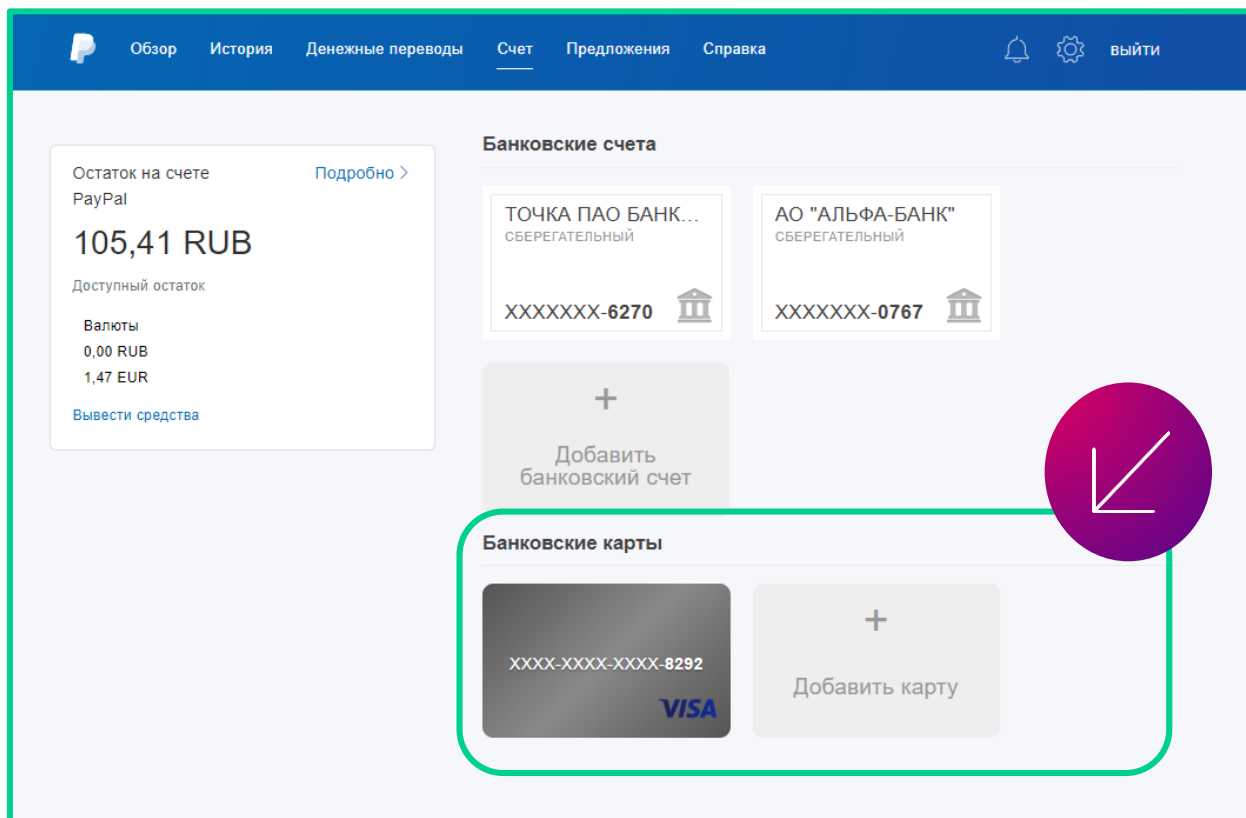 Обзор История Денежные переводы Счет Предложения Справка выйти
Остаток на счете Подробно >
PayPal
105,41 RUB
Доступный остаток
Валюты
0,00 RUB
1,47 EUR
Вывести средства
Банковские счета
ТОЧКА ПАО БАНК...
СБЕРЕГАТЕЛЬНЫЙ
XXXXXXX-6270
АО "АЛЬФА-БАНК"
СБЕРЕГАТЕЛЬНЫЙ
XXXXXXX-0767
+
Добавить
банковский счет
Банковские карты
XXXX-XXXX-XXXX-8292
VISA
+
Добавить карту